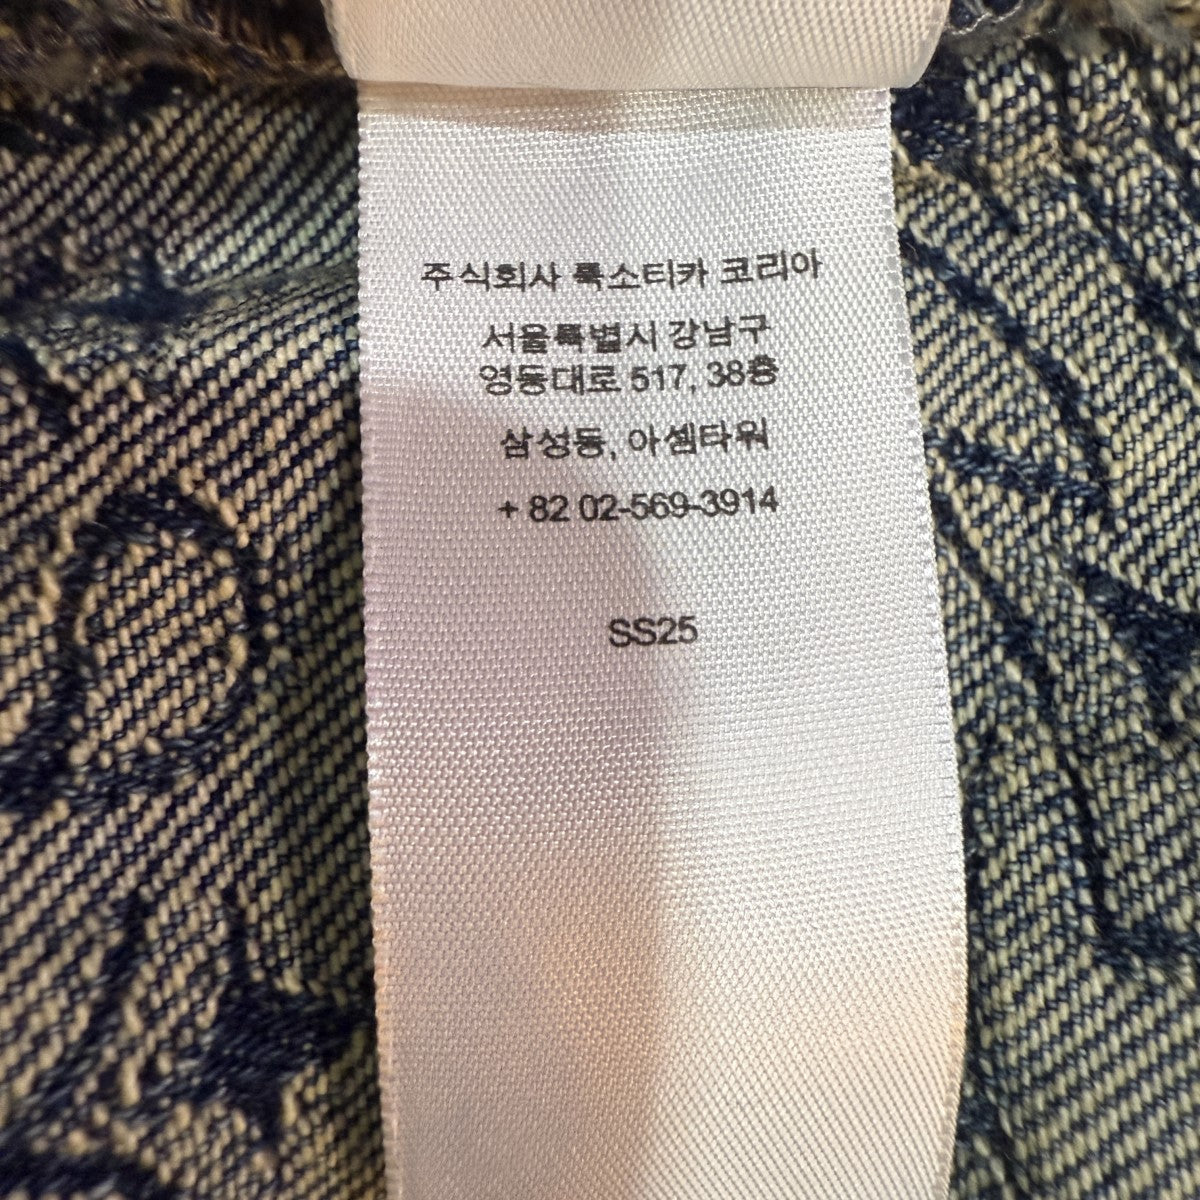 주식회사 룩소티카 코리아
서울특별시 강남구
영동대로 517, 38층
삼성동, 아셈타워
+ 82 02-569-3914
SS25